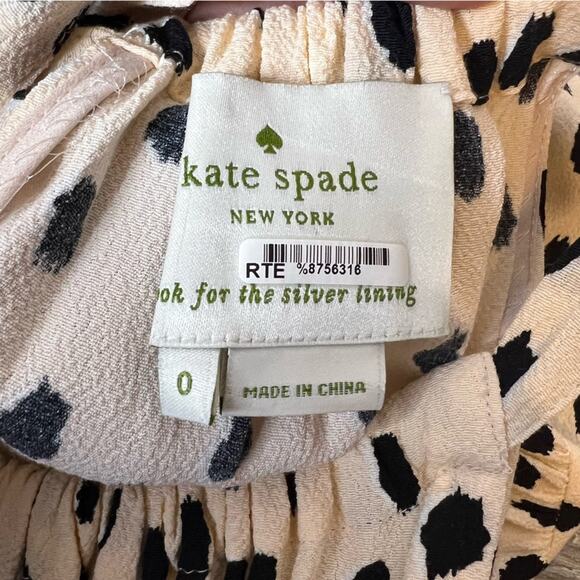 kate spade
NEW YORK
RTE %8756316
ook for the silver lining
0
MADE IN CHINA